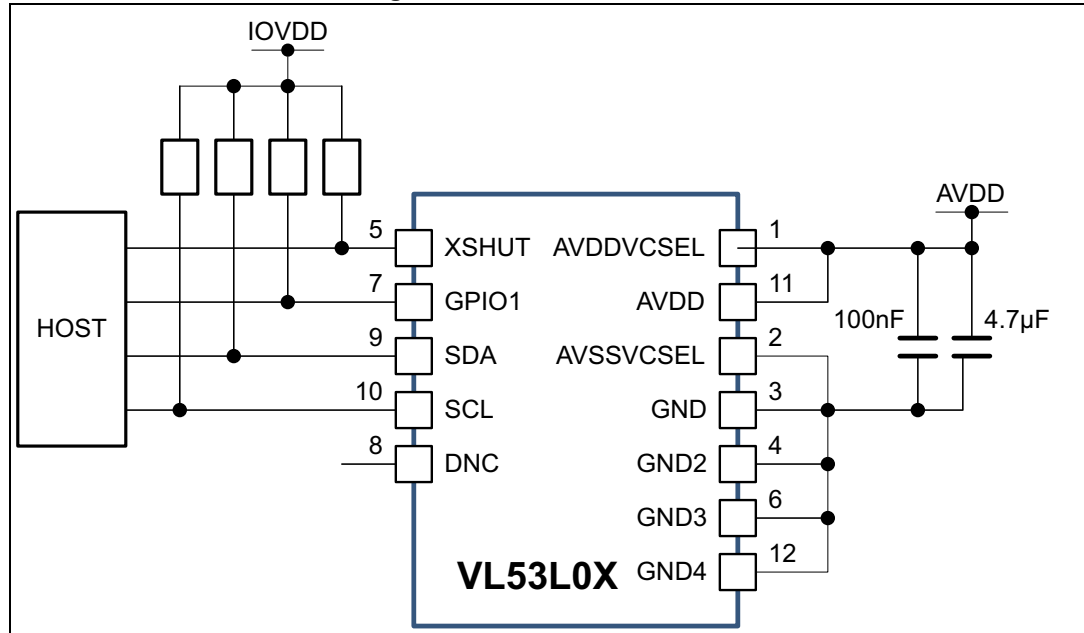 IOVDD
HOST
5
XSHUT
7
GPIO1
9
SDA
10
SCL
8
DNC
AVDDVCSEL
1
AVDD
11
AVSSVCSEL
2
GND
3
GND2
4
GND3
6
GND4
12
VL53L0X
AVDD
100nF
4.7µF